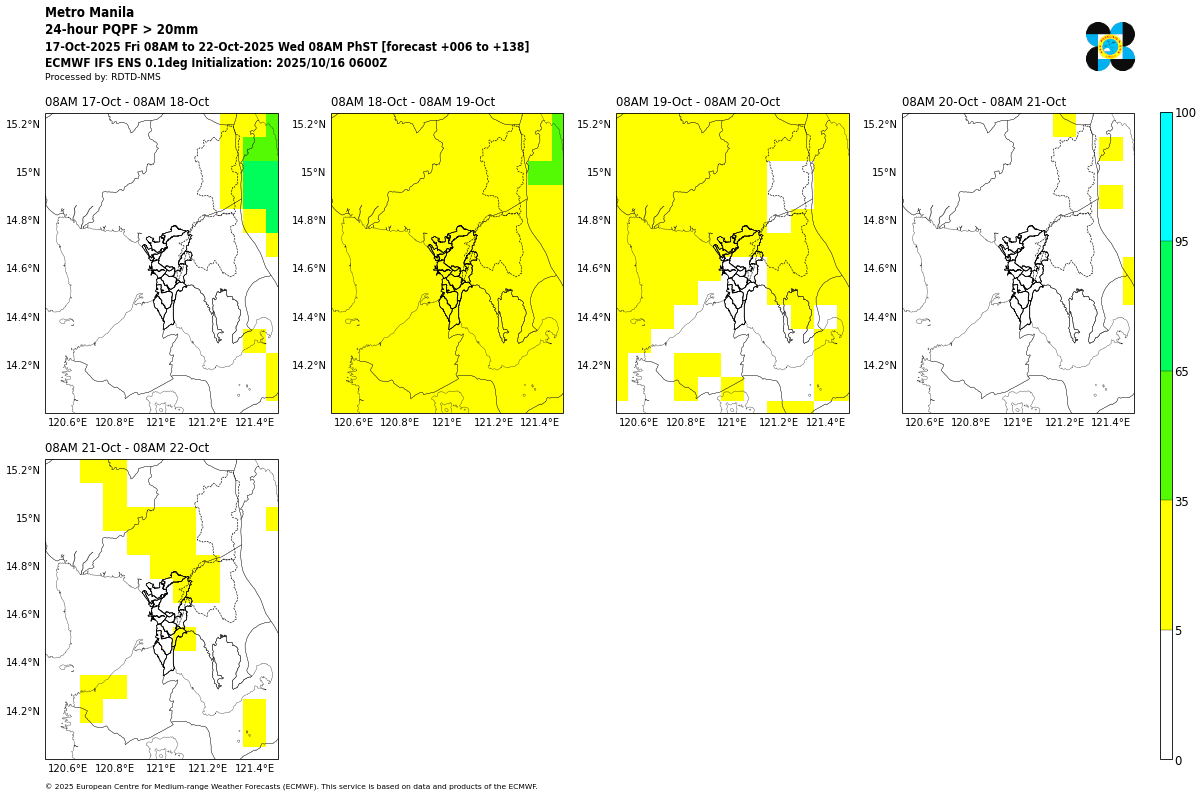 Metro Manila
24-hour PQPF > 20mm
17-Oct-2025 Fri 08AM to 22-Oct-2025 Wed 08AM PhST [forecast +006 to +138]
ECMWF IFS ENS 0.1deg Initialization: 2025/10/16 0600Z
Processed by: RDTD-NMS
08AM 17-Oct - 08AM 18-Oct
08AM 18-Oct - 08AM 19-Oct
08AM 19-Oct - 08AM 20-Oct
08AM 20-Oct - 08AM 21-Oct
15.2°N
15°N
14.8°N
14.6°N
14.4°N
14.2°N
120.6°E 120.8°E 121°E 121.2°E 121.4°E
15.2°N
15°N
14.8°N
14.6°N
14.4°N
14.2°N
120.6°E 120.8°E 121°E 121.2°E 121.4°E
15.2°N
15°N
14.8°N
14.6°N
14.4°N
14.2°N
120.6°E 120.8°E 121°E 121.2°E 121.4°E
15.2°N
15°N
14.8°N
14.6°N
14.4°N
14.2°N
120.6°E 120.8°E 121°E 121.2°E 121.4°E
100
95
65
35
5
0
08AM 21-Oct - 08AM 22-Oct
15.2°N
15°N
14.8°N
14.6°N
14.4°N
14.2°N
120.6°E 120.8°E 121°E 121.2°E 121.4°E
© 2025 European Centre for Medium-range Weather Forecasts (ECMWF). This service is based on data and products of the ECMWF.